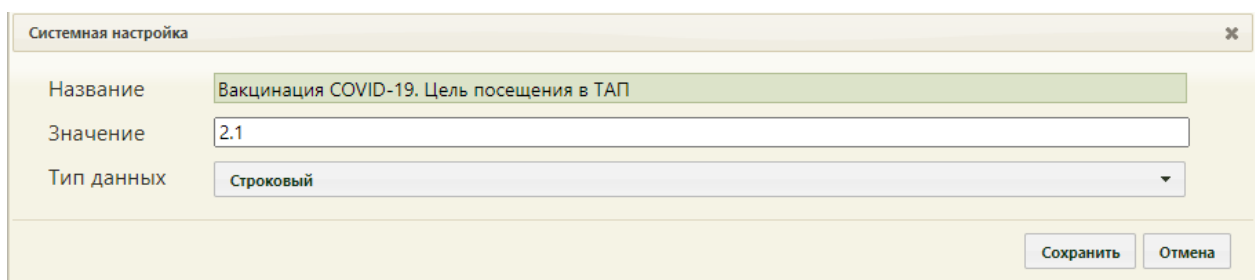 Системная настройка
Название Вакцинация COVID-19. Цель посещения в ТАП
Значение 2.1
Тип данных Строковый
Сохранить Отмена